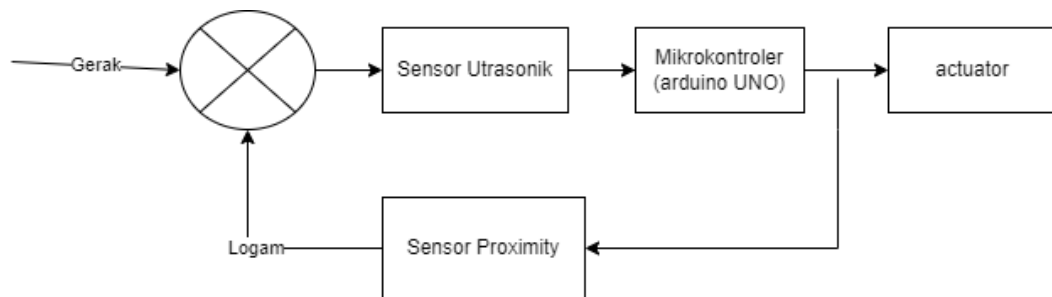 Gerak
Sensor Utrasonik
Mikrokontroler
(arduino UNO)
actuator
Logam
Sensor Proximity